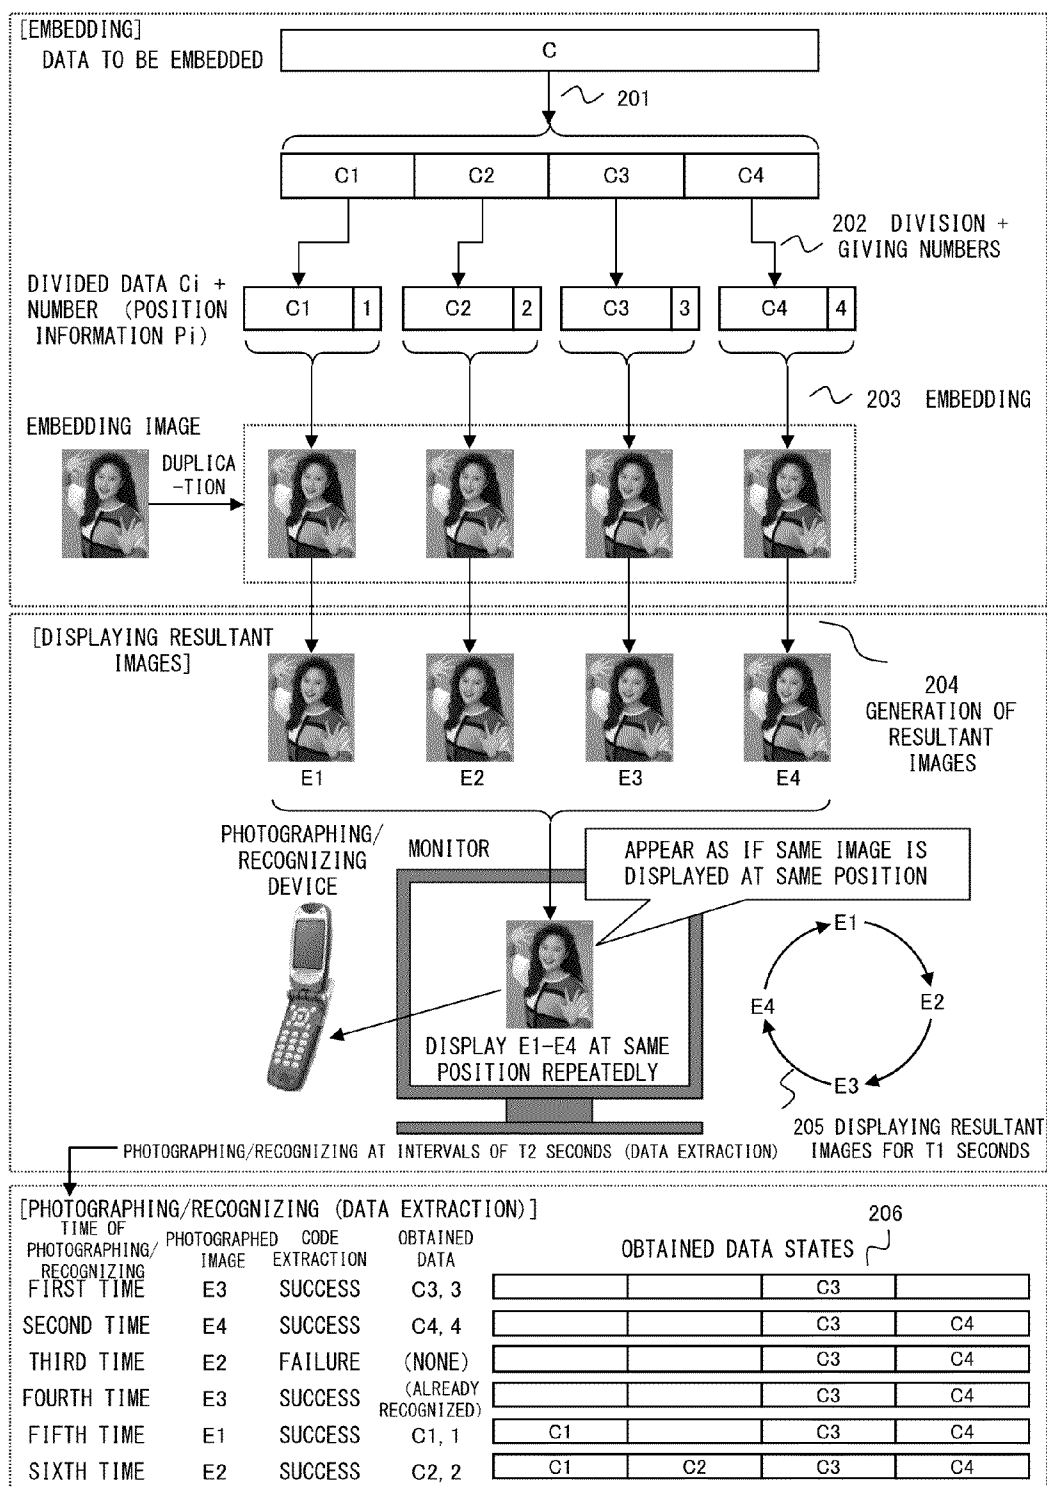 [EMBEDDING]
DATA TO BE EMBEDDED
C
201
C1 C2 C3 C4
202 DIVISION +
GIVING NUMBERS
DIVIDED DATA Ci +
NUMBER (POSITION
INFORMATION Pi)
C1 1 C2 2 C3 3 C4 4
203 EMBEDDING
EMBEDDING IMAGE
DUPLICA
-TION
[DISPLAYING RESULTANT
IMAGES]
204
GENERATION OF
RESULTANT
IMAGES
E1 E2 E3 E4
PHOTOGRAPHING/
RECOGNIZING
DEVICE
MONITOR
APPEAR AS IF SAME IMAGE IS
DISPLAYED AT SAME POSITION
E1
E2
E3
E4
DISPLAY E1-E4 AT SAME
POSITION REPEATEDLY
205 DISPLAYING RESULTANT
IMAGES FOR T1 SECONDS
PHOTOGRAPHING/RECOGNIZING AT INTERVALS OF T2 SECONDS (DATA EXTRACTION)
[PHOTOGRAPHING/RECOGNIZING (DATA EXTRACTION)]
206
TIME OF
PHOTOGRAPHING/
RECOGNIZING
PHOTOGRAPHED
IMAGE
CODE
EXTRACTION
OBTAINED
DATA
OBTAINED DATA STATES
FIRST TIME E3 SUCCESS C3, 3 C3
SECOND TIME E4 SUCCESS C4, 4 C3 C4
THIRD TIME E2 FAILURE (NONE) C3 C4
FOURTH TIME E3 SUCCESS (ALREADY RECOGNIZED) C3 C4
FIFTH TIME E1 SUCCESS C1, 1 C1 C3 C4
SIXTH TIME E2 SUCCESS C2, 2 C1 C2 C3 C4